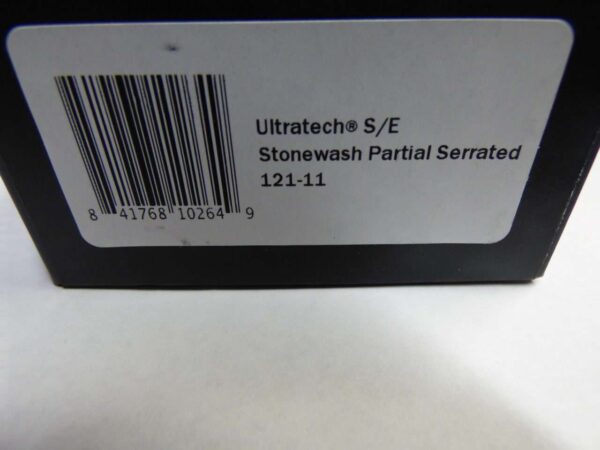 Ultratech® S/E
Stonewash Partial Serrated
121-11
8 41768 10264 9